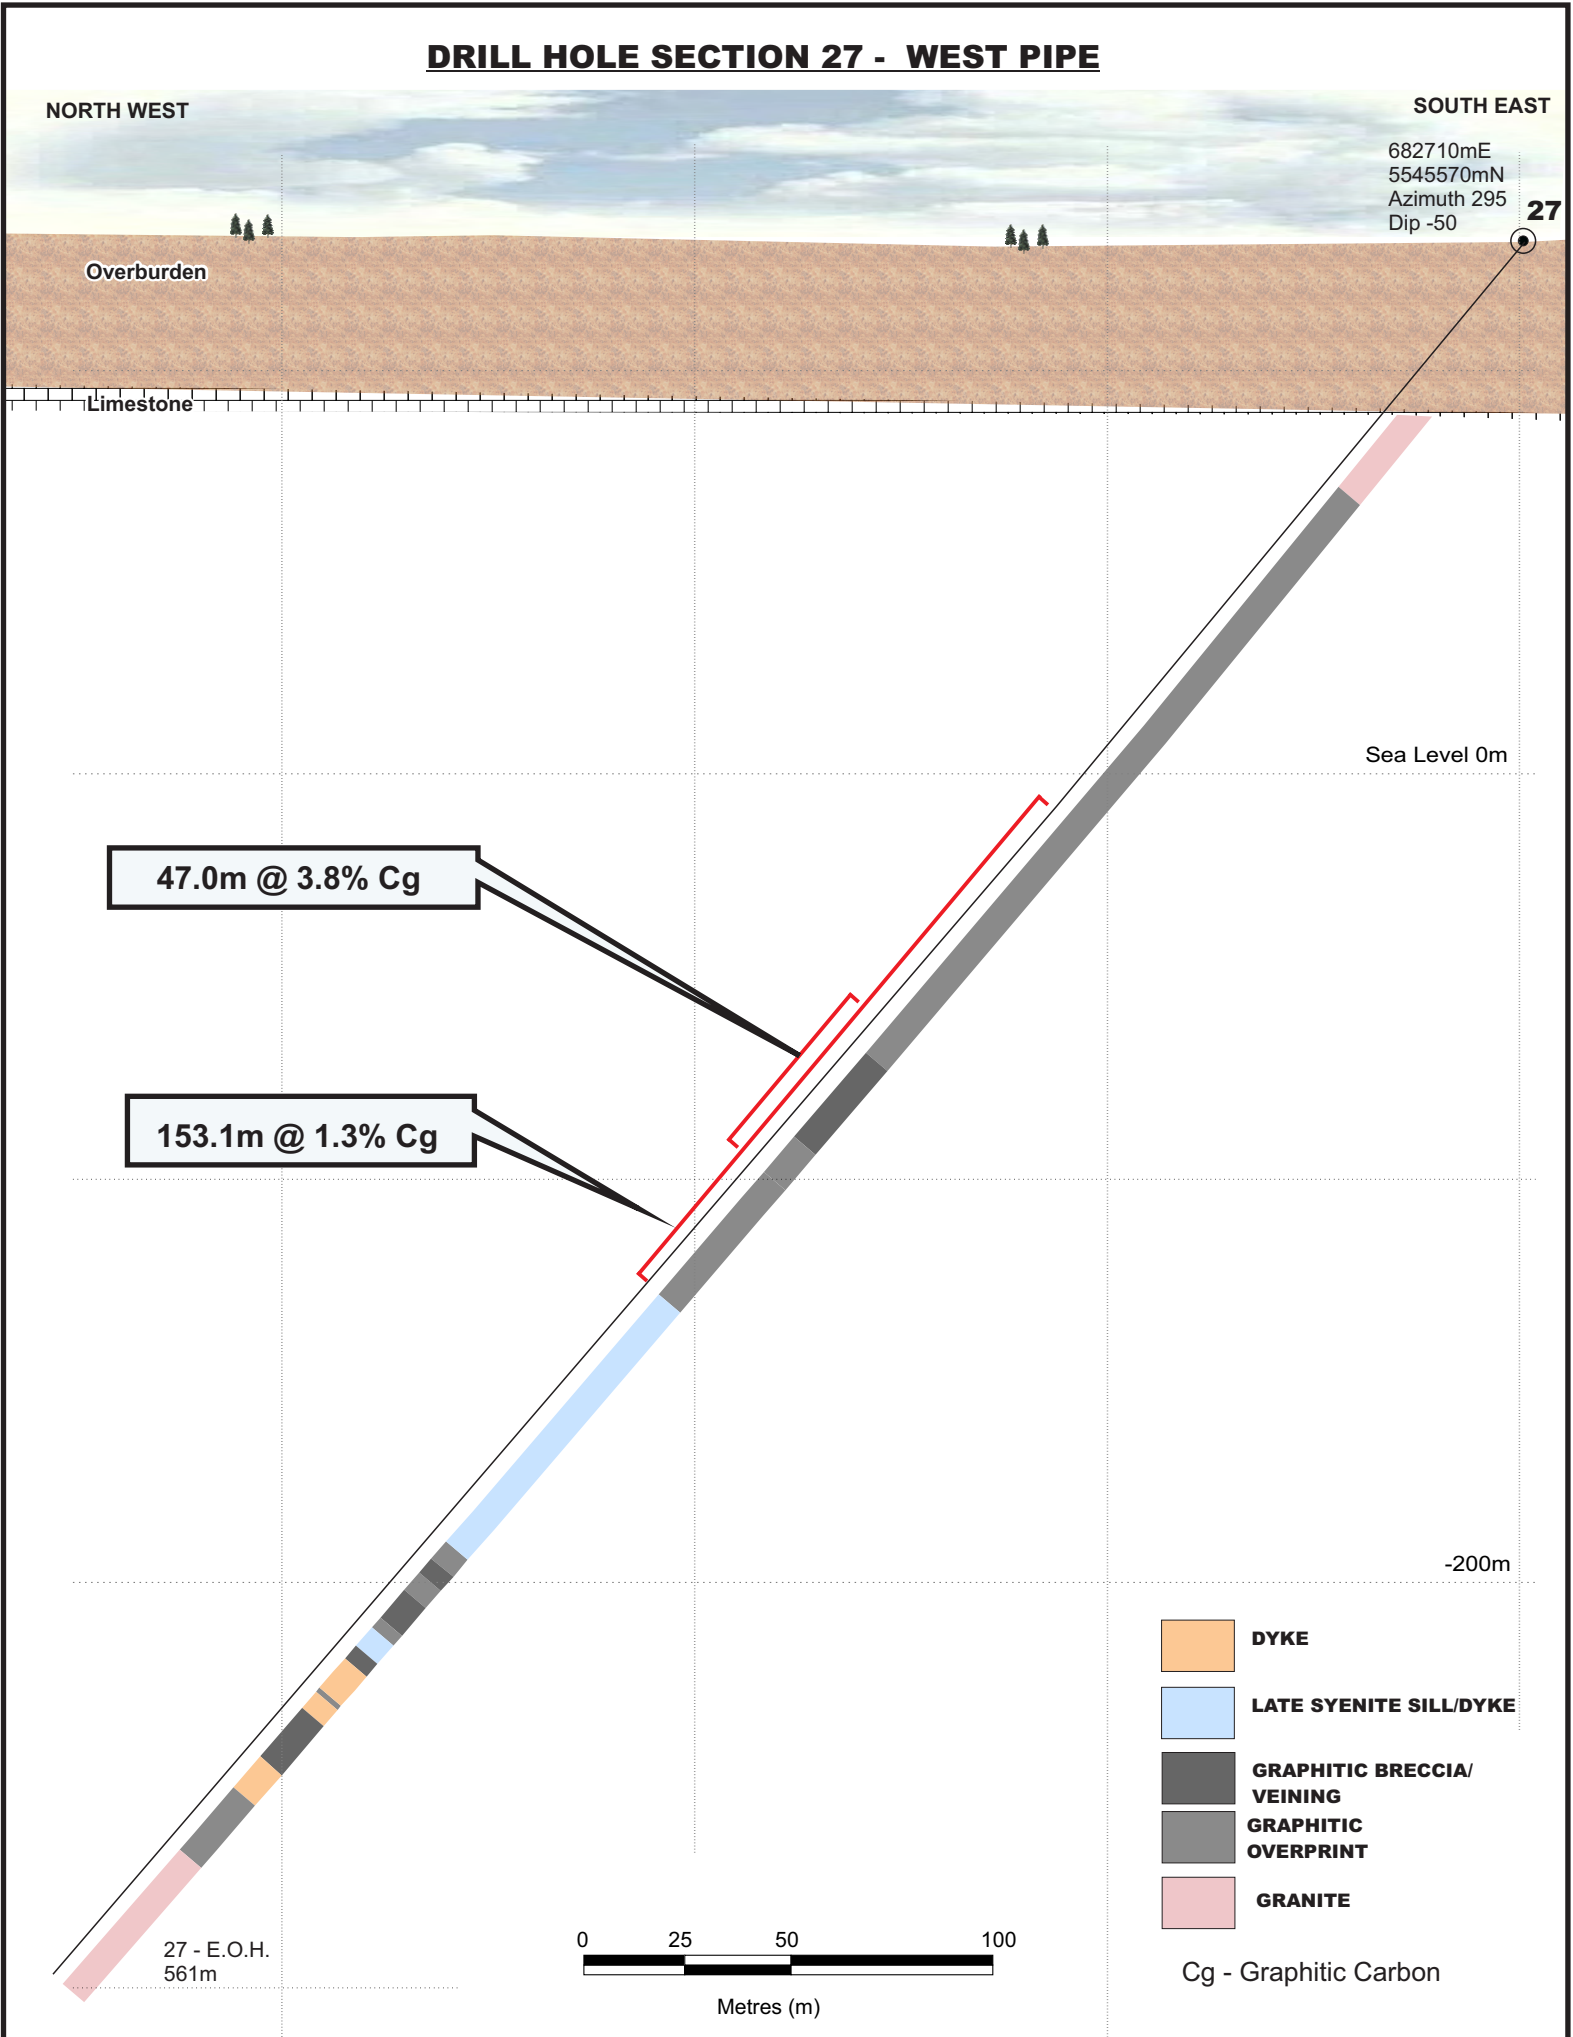 DRILL HOLE SECTION 27 - WEST PIPE
NORTH WEST
SOUTH EAST
682710mE
5545570mN
Azimuth 295
Dip -50
27
Overburden
Limestone
Sea Level 0m
47.0m @ 3.8% Cg
153.1m @ 1.3% Cg
-200m
DYKE
LATE SYENITE SILL/DYKE
GRAPHITIC BRECCIA/
VEINING
GRAPHITIC
OVERPRINT
GRANITE
27 - E.O.H.
561m
0 25 50 100
Metres (m)
Cg - Graphitic Carbon